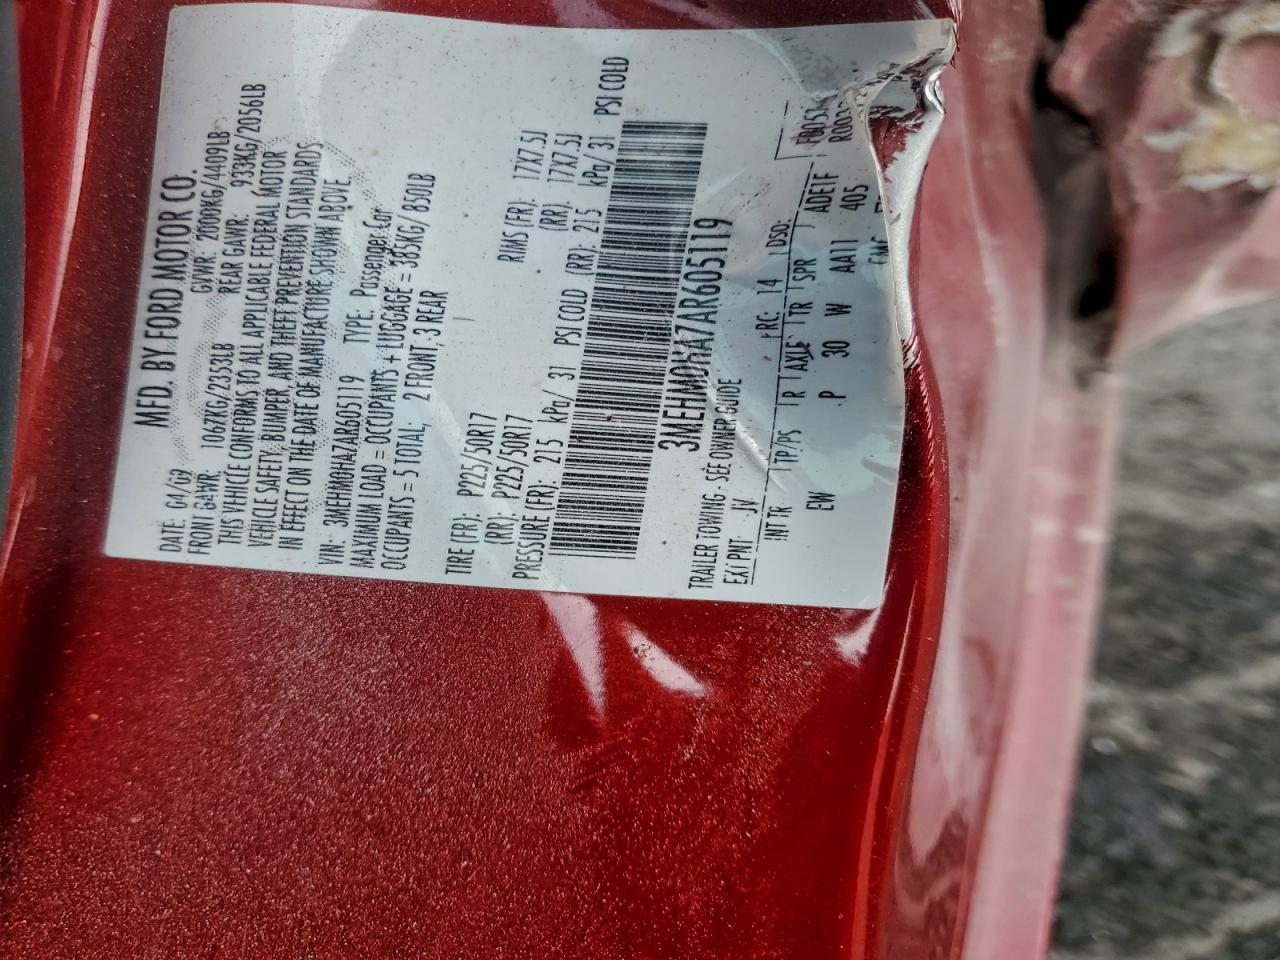 MFD. BY FORD MOTOR CO.
DATE: 04/09 GVWR: 2000KG/4409LB
FRONT GAWR: 1067KG/2353LB REAR GAWR: 933KG/2056LB
THIS VEHICLE CONFORMS TO ALL APPLICABLE FEDERAL MOTOR
VEHICLE SAFETY, BUMPER, AND THEFT PREVENTION STANDARDS
IN EFFECT ON THE DATE OF MANUFACTURE SHOWN ABOVE
VIN: 3MEHM0HA7AR605119 TYPE: Passenger Car
MAXIMUM LOAD = OCCUPANTS + LUGGAGE = 385KG/ 850LB
OCCUPANTS = 5 TOTAL; 2 FRONT, 3 REAR
TIRE (FR): P225/50R17 RIMS (FR): 17X7.5J
(RR): P225/50R17 (RR): 17X7.5J
PRESSURE (FR): 215 kPa/ 31 PSI COLD (RR): 215 kPa/ 31 PSI COLD
3MEHM0HA7AR605119
TRAILER TOWING - SEE OWNER GUIDE
EXT PNT JV RC: 14 DSO:
INT TR TP/PS R AXLE TR SPR ADETF
EW P 30 W AA11 405